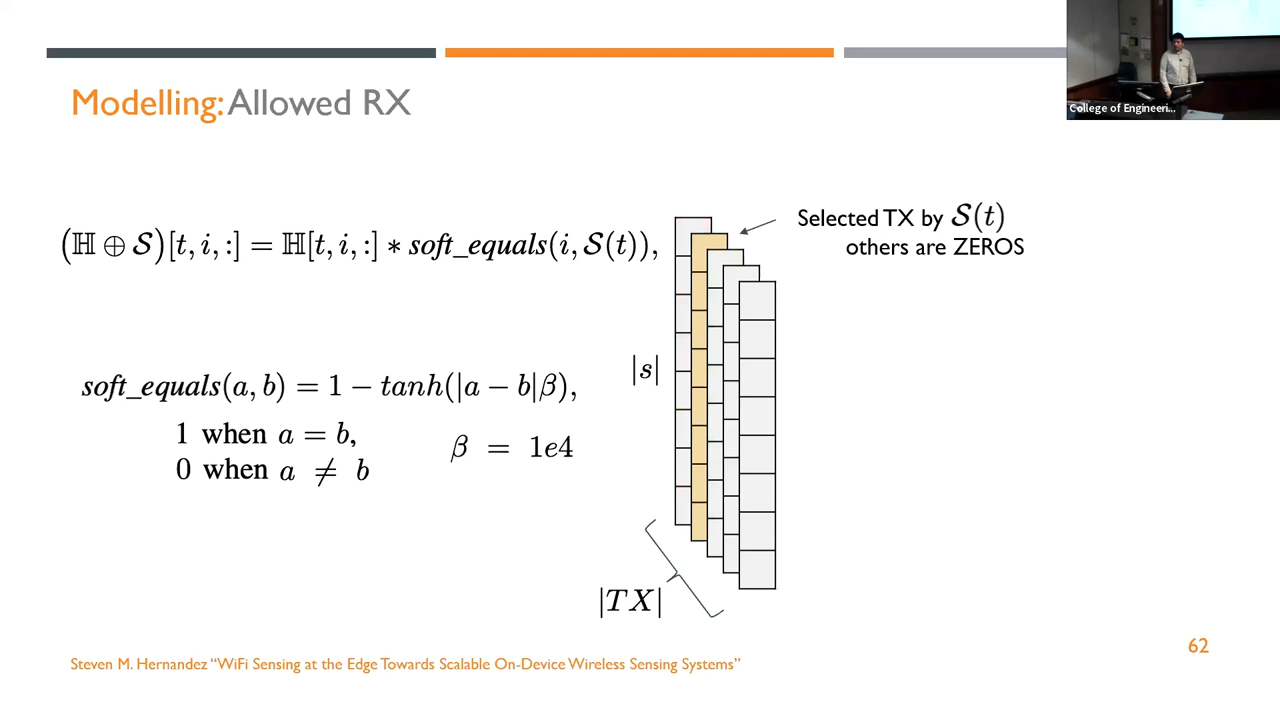 College of Engineeri...
Modelling: Allowed RX
(ℍ ⊕ 𝒮)[t, i, :] = ℍ[t, i, :] ∗ soft_equals(i, 𝒮(t)),
Selected TX by 𝒮(t)
others are ZEROS
|s|
soft_equals(a, b) = 1 − tanh(|a − b|β),
1 when a = b,
0 when a ≠ b
β = 1e4
|TX|
62
Steven M. Hernandez "WiFi Sensing at the Edge Towards Scalable On-Device Wireless Sensing Systems"